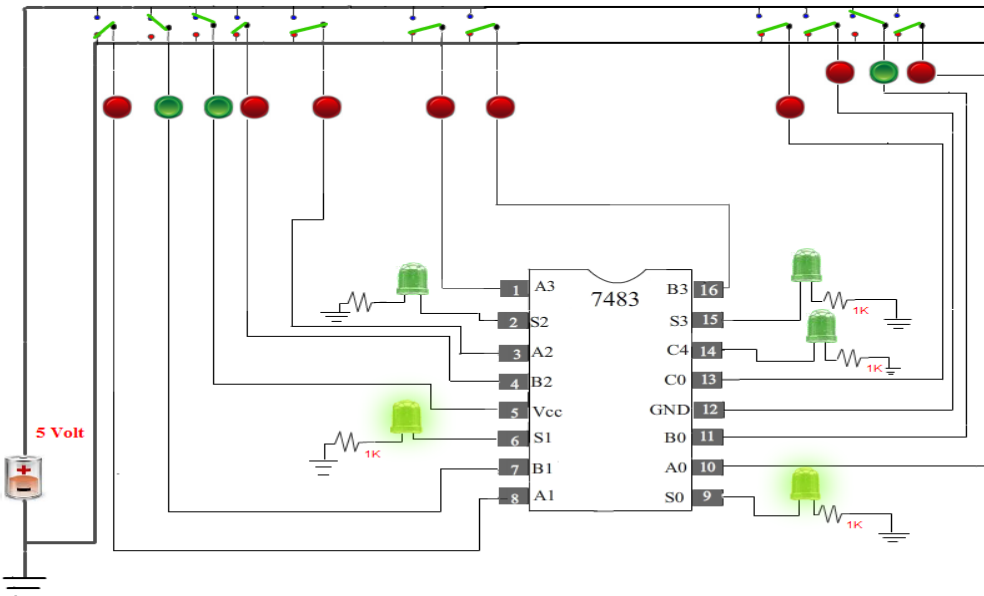 7483
1 A3
B3 16
2 S2
S3 15
1K
3 A2
C4 14
1K
4 B2
C0 13
5 Vcc
GND 12
5 Volt
6 S1
B0 11
1K
7 B1
A0 10
8 A1
S0 9
1K